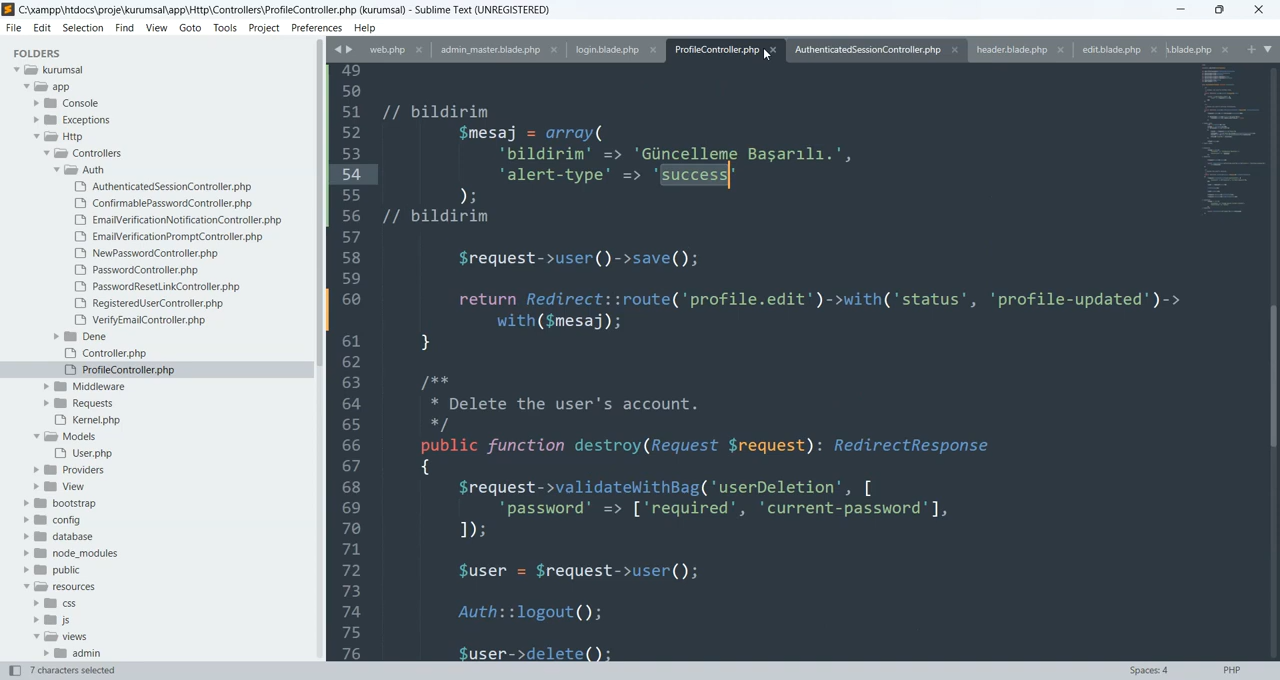 C:\xampp\htdocs\proje\kurumsal\app\Http\Controllers\ProfileController.php (kurumsal) - Sublime Text (UNREGISTERED)
File Edit Selection Find View Goto Tools Project Preferences Help
FOLDERS
kurumsal
app
Console
Exceptions
Http
Controllers
Auth
AuthenticatedSessionController.php
ConfirmablePasswordController.php
EmailVerificationNotificationController.php
EmailVerificationPromptController.php
NewPasswordController.php
PasswordController.php
PasswordResetLinkController.php
RegisteredUserController.php
VerifyEmailController.php
Dene
Controller.php
ProfileController.php
Middleware
Requests
Kernel.php
Models
User.php
Providers
View
bootstrap
config
database
node_modules
public
resources
css
js
views
admin
web.php admin_master.blade.php login.blade.php ProfileController.php AuthenticatedSessionController.php header.blade.php edit.blade.php ı.blade.php
49
50
51 // bildirim
52 $mesaj = array(
53 'bildirim' => 'Güncelleme Başarılı.',
54 'alert-type' => 'success'
55 );
56 // bildirim
57
58 $request->user()->save();
59
60 return Redirect::route('profile.edit')->with('status', 'profile-updated')->
with($mesaj);
61 }
62
63 /**
64 * Delete the user's account.
65 */
66 public function destroy(Request $request): RedirectResponse
67 {
68 $request->validateWithBag('userDeletion', [
69 'password' => ['required', 'current-password'],
70 ]);
71
72 $user = $request->user();
73
74 Auth::logout();
75
76 $user->delete();
7 characters selected Spaces: 4 PHP